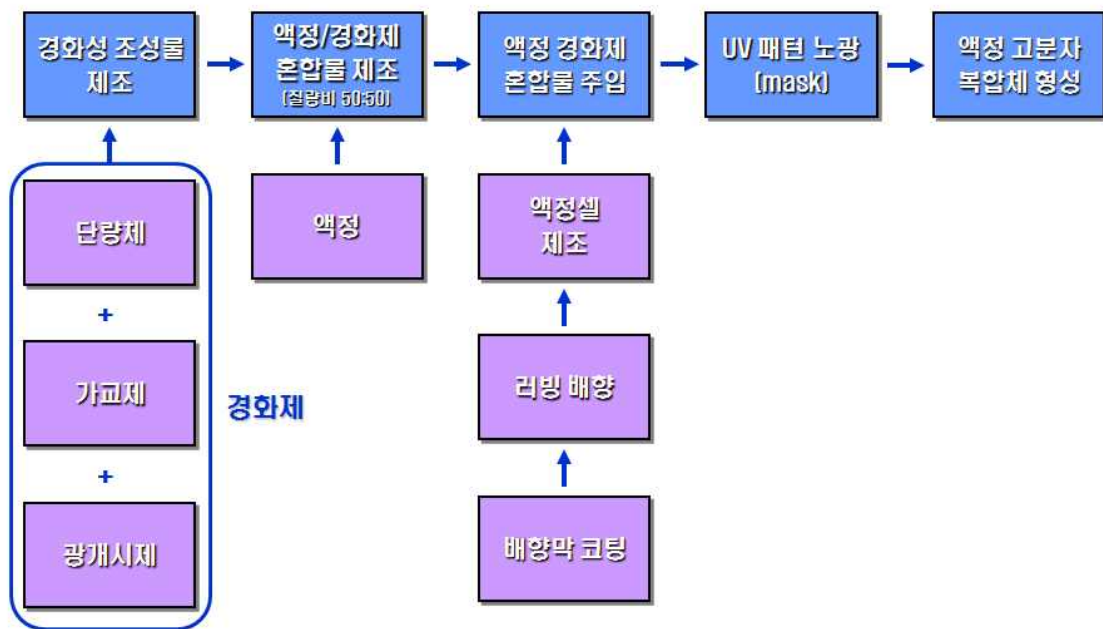 경화성 조성물
제조
액정/경화제
혼합물 제조
(질량비 50:50)
액정 경화제
혼합물 주입
UV 패턴 노광
(mask)
액정 고분자
복합체 형성
단량체
+
가교제
+
광개시제
경화제
액정
액정셀
제조
러빙 배향
배향막 코팅